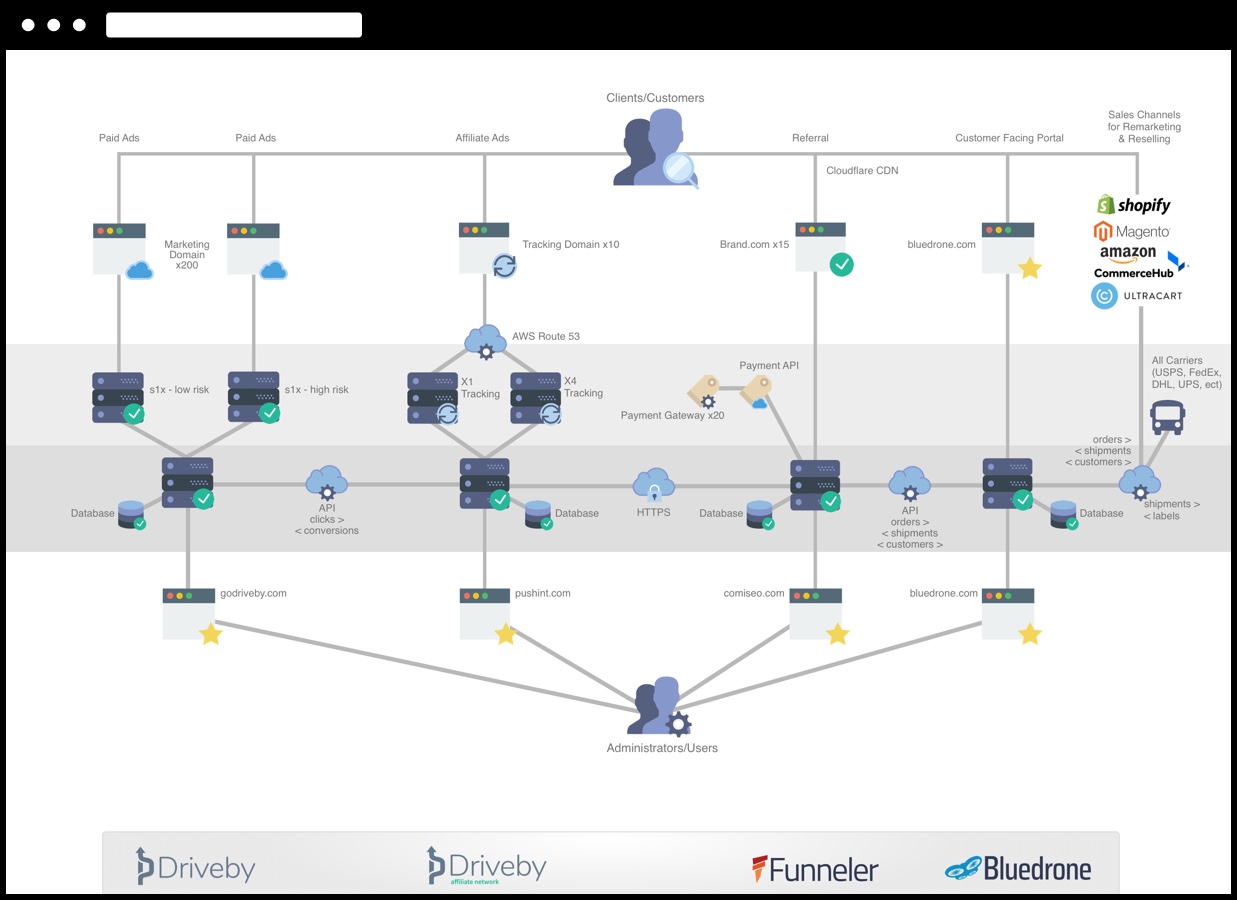 Clients/Customers
Paid Ads
Paid Ads
Affiliate Ads
Referral
Customer Facing Portal
Sales Channels
for Remarketing
& Reselling
Cloudflare CDN
shopify
Magento
amazon
CommerceHub
ULTRACART
Marketing
Domain
x200
Tracking Domain x10
Brand.com x15
bluedrone.com
AWS Route 53
s1x - low risk
s1x - high risk
X1
Tracking
X4
Tracking
Payment API
Payment Gateway x20
All Carriers
(USPS, FedEx,
DHL, UPS, ect)
orders >
< shipments
< customers >
Database
API
clicks >
< conversions
Database
HTTPS
Database
API
orders >
< shipments
< customers >
Database
shipments >
< labels
godriveby.com
pushint.com
comiseo.com
bluedrone.com
Administrators/Users
Driveby
Driveby
affiliate network
Funneler
Bluedrone